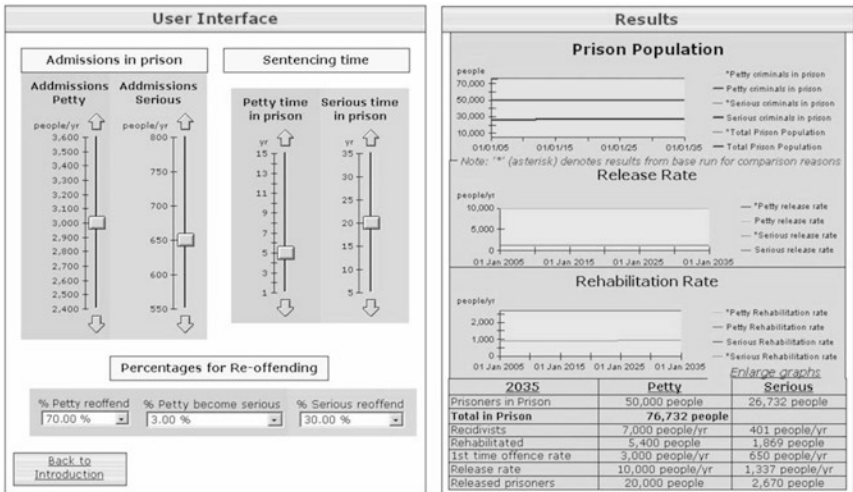 User Interface
Admissions in prison
Sentencing time
Addmissions
Petty
Addmissions
Serious
people/yr
people/yr
3,600
3,500
3,400
3,300
3,200
3,100
3,000
2,900
2,800
2,700
2,600
2,500
2,400
800
750
700
650
600
550
Petty time
in prison
Serious time
in prison
yr
yr
15
13
11
9
7
5
3
1
35
30
25
20
15
10
5
Percentages for Re-offending
% Petty reoffend
% Petty become serious
% Serious reoffend
70.00 %
3.00 %
30.00 %
Back to
Introduction
Results
Prison Population
people
70,000
50,000
30,000
10,000
01/01/05 01/01/15 01/01/25 01/01/35
*Petty criminals in prison
Petty criminals in prison
*Serious criminals in prison
Serious criminals in prison
*Total Prison Population
Total Prison Population
Note: '*' (asterisk) denotes results from base run for comparison reasons
Release Rate
people/yr
10,000
5,000
0
01 Jan 2005 01 Jan 2015 01 Jan 2025 01 Jan 2035
*Petty release rate
Petty release rate
*Serious release rate
Serious release rate
Rehabilitation Rate
people/yr
2,000
1,000
0
01 Jan 2005 01 Jan 2015 01 Jan 2025 01 Jan 2035
*Petty Rehabilitation rate
Petty Rehabilitation rate
Serious Rehabilitation rate
*Serious Rehabilitation rate
Enlarge graphs
2035 Petty Serious
Prisoners in Prison 50,000 people 26,732 people
Total in Prison 76,732 people
Recidivists 7,000 people/yr 401 people/yr
Rehabilitated 5,400 people 1,869 people
1st time offence rate 3,000 people/yr 650 people/yr
Release rate 10,000 people/yr 1,337 people/yr
Released prisoners 20,000 people 2,670 people